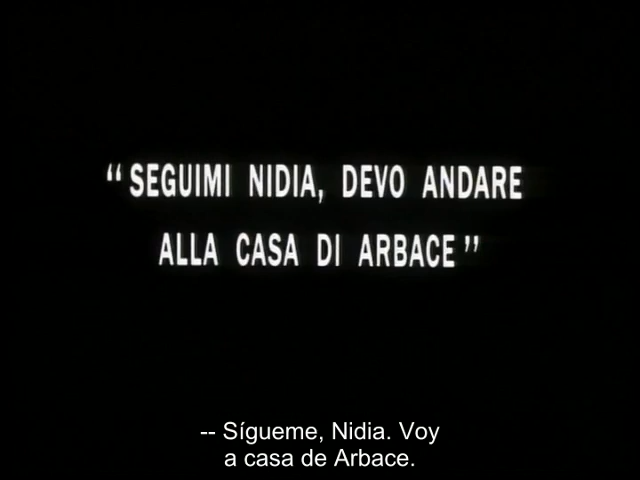 “ SEGUIMI NIDIA, DEVO ANDARE
ALLA CASA DI ARBACE ”
-- Sígueme, Nidia. Voy
a casa de Arbace.